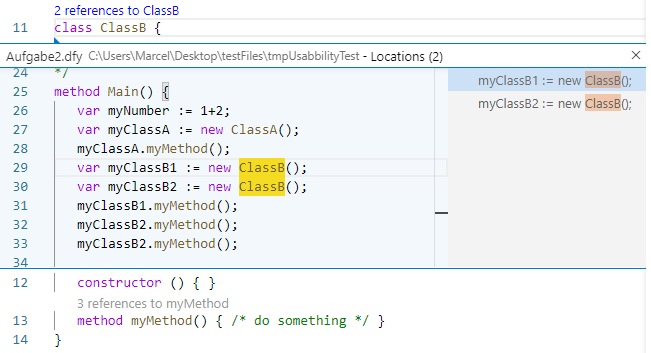 2 references to ClassB
11 class ClassB {
Aufgabe2.dfy C:\Users\Marcel\Desktop\testFiles\tmpUsabbilityTest - Locations (2)
24 */
25 method Main() {
26 var myNumber := 1+2;
27 var myClassA := new ClassA();
28 myClassA.myMethod();
29 var myClassB1 := new ClassB();
30 var myClassB2 := new ClassB();
31 myClassB1.myMethod();
32 myClassB2.myMethod();
33 myClassB2.myMethod();
34
myClassB1 := new ClassB();
myClassB2 := new ClassB();
12 constructor () { }
3 references to myMethod
13 method myMethod() { /* do something */ }
14 }